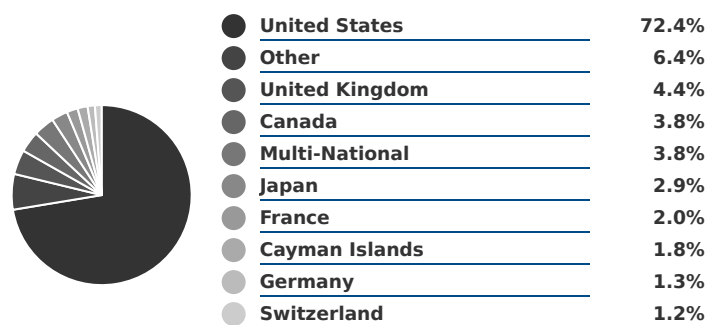 United States 72.4%
Other 6.4%
United Kingdom 4.4%
Canada 3.8%
Multi-National 3.8%
Japan 2.9%
France 2.0%
Cayman Islands 1.8%
Germany 1.3%
Switzerland 1.2%